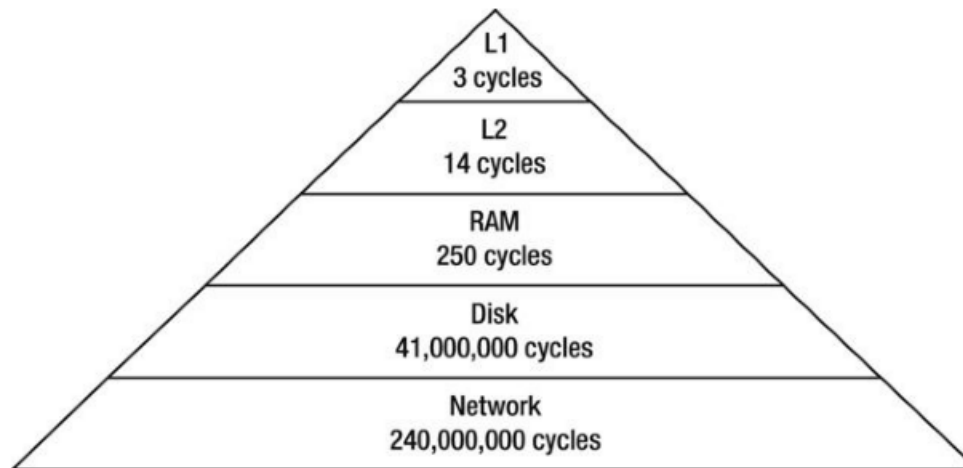 L1
3 cycles
L2
14 cycles
RAM
250 cycles
Disk
41,000,000 cycles
Network
240,000,000 cycles